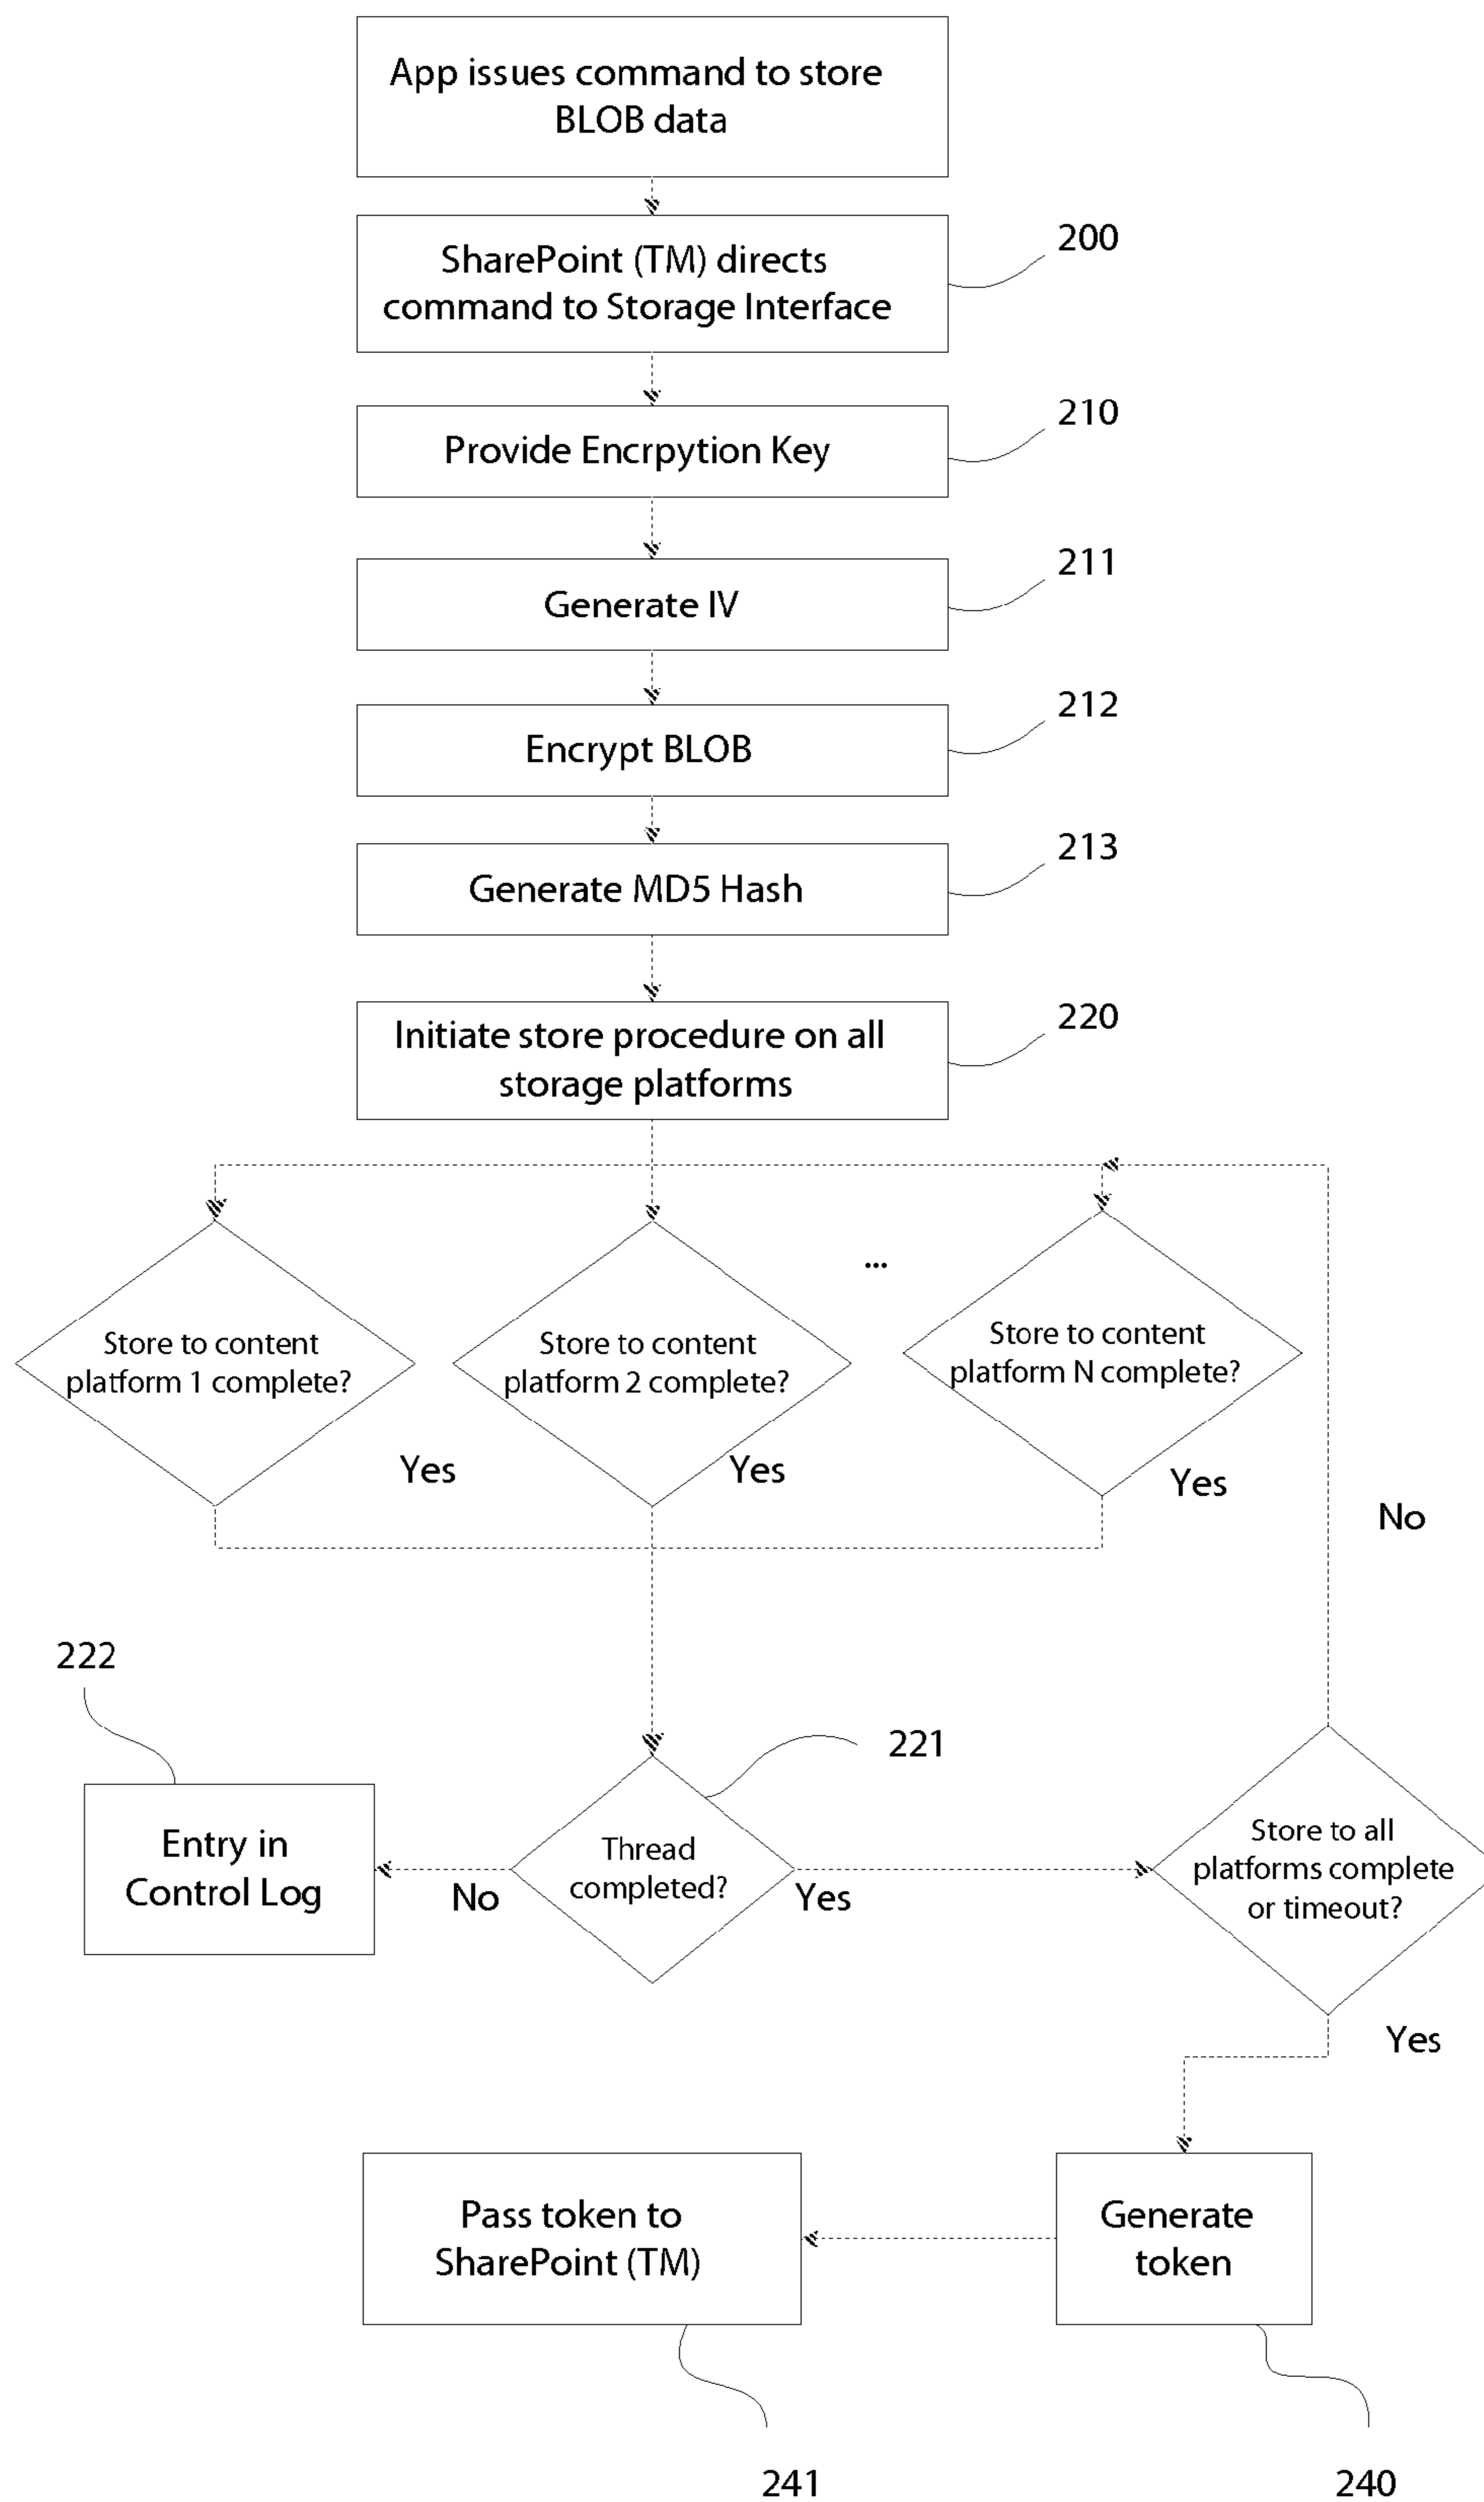 App issues command to store
BLOB data
SharePoint (TM) directs
command to Storage Interface
200
Provide Encrpytion Key
210
Generate IV
211
Encrypt BLOB
212
Generate MD5 Hash
213
Initiate store procedure on all
storage platforms
220
Store to content
platform 1 complete?
Yes
Store to content
platform 2 complete?
Yes
...
Store to content
platform N complete?
Yes
No
222
Entry in
Control Log
No
221
Thread
completed?
Yes
Store to all
platforms complete
or timeout?
Yes
Pass token to
SharePoint (TM)
Generate
token
241
240